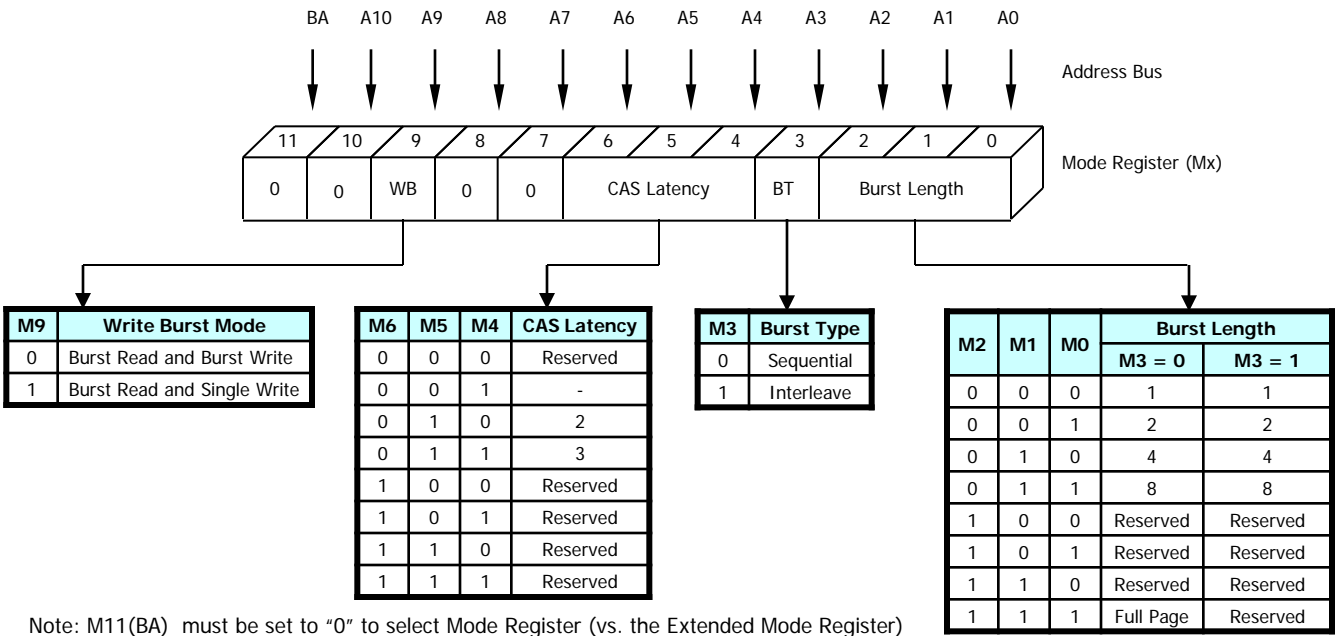 BA A10 A9 A8 A7 A6 A5 A4 A3 A2 A1 A0
Address Bus
11 10 9 8 7 6 5 4 3 2 1 0
Mode Register (Mx)
0 0 WB 0 0 CAS Latency BT Burst Length
M9 Write Burst Mode
0 Burst Read and Burst Write
1 Burst Read and Single Write
M6 M5 M4 CAS Latency
0 0 0 Reserved
0 0 1 -
0 1 0 2
0 1 1 3
1 0 0 Reserved
1 0 1 Reserved
1 1 0 Reserved
1 1 1 Reserved
M3 Burst Type
0 Sequential
1 Interleave
M2 M1 M0 Burst Length
M3 = 0 M3 = 1
0 0 0 1 1
0 0 1 2 2
0 1 0 4 4
0 1 1 8 8
1 0 0 Reserved Reserved
1 0 1 Reserved Reserved
1 1 0 Reserved Reserved
1 1 1 Full Page Reserved
Note: M11(BA) must be set to “0” to select Mode Register (vs. the Extended Mode Register)